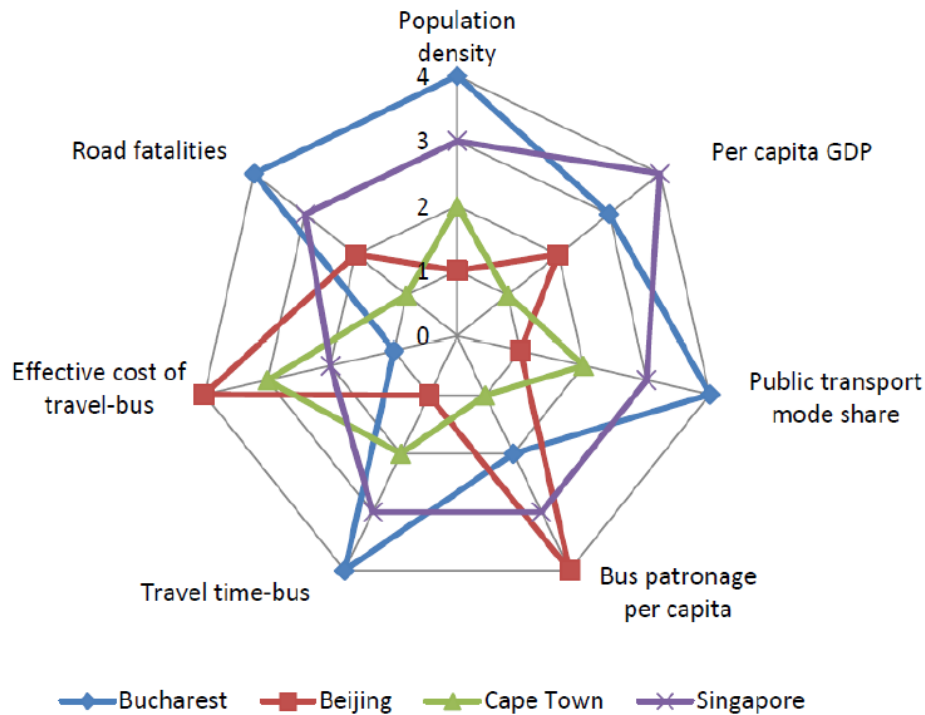 Population
density
4
3
2
1
0
Road fatalities
Per capita GDP
Effective cost of
travel-bus
Public transport
mode share
Travel time-bus
Bus patronage
per capita
Bucharest
Beijing
Cape Town
Singapore